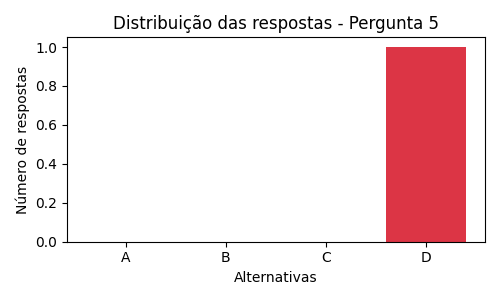 Distribuição das respostas - Pergunta 5
Número de respostas
1.0
0.8
0.6
0.4
0.2
0.0
A B C D
Alternativas